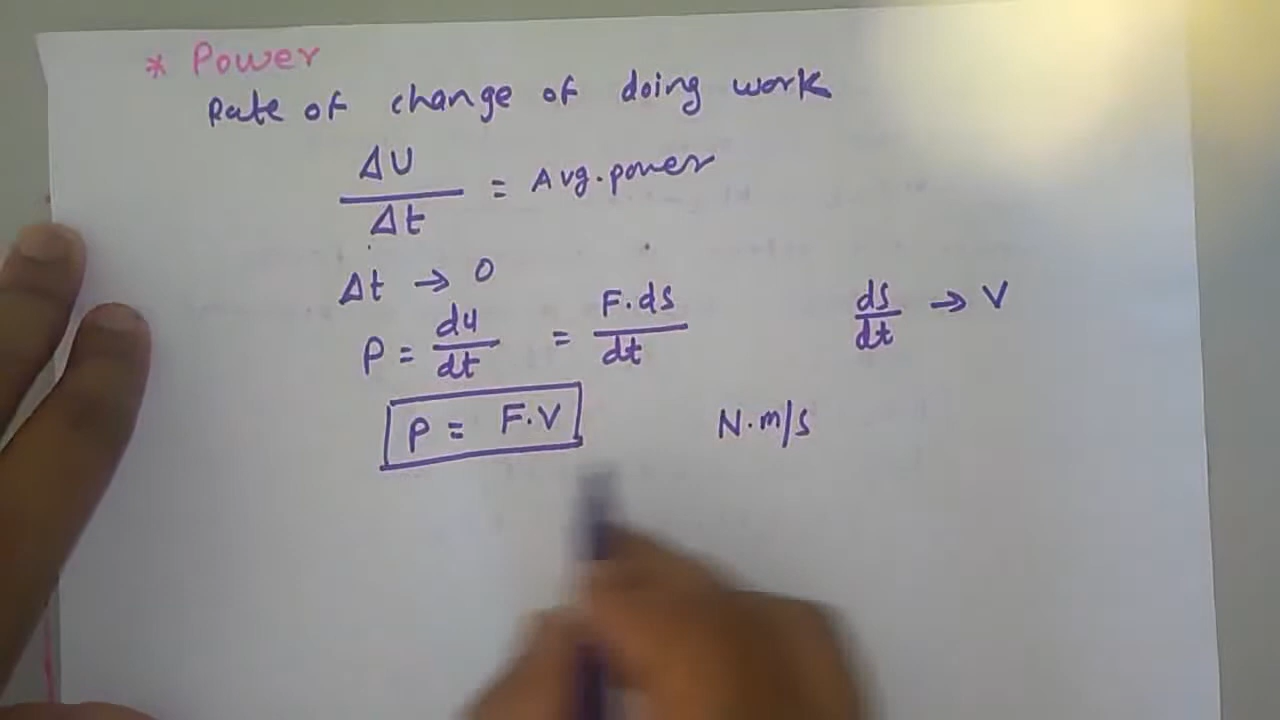 * Power
Rate of change of doing work
ΔU
Δt
= Avg.power
Δt → 0
P = du/dt = F.ds/dt
ds/dt → V
P = F.V
N.m/s